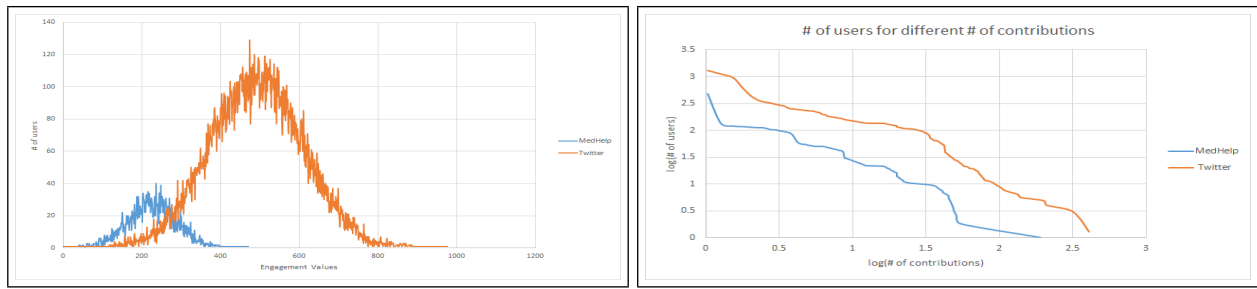 140
120
100
80
60
40
20
0
# of users
0 200 400 600 800 1000 1200
Engagement Values
MedHelp
Twitter
# of users for different # of contributions
3.5
3
2.5
2
1.5
1
0.5
0
log(# of users)
0 0.5 1 1.5 2 2.5 3
log(# of contributions)
MedHelp
Twitter